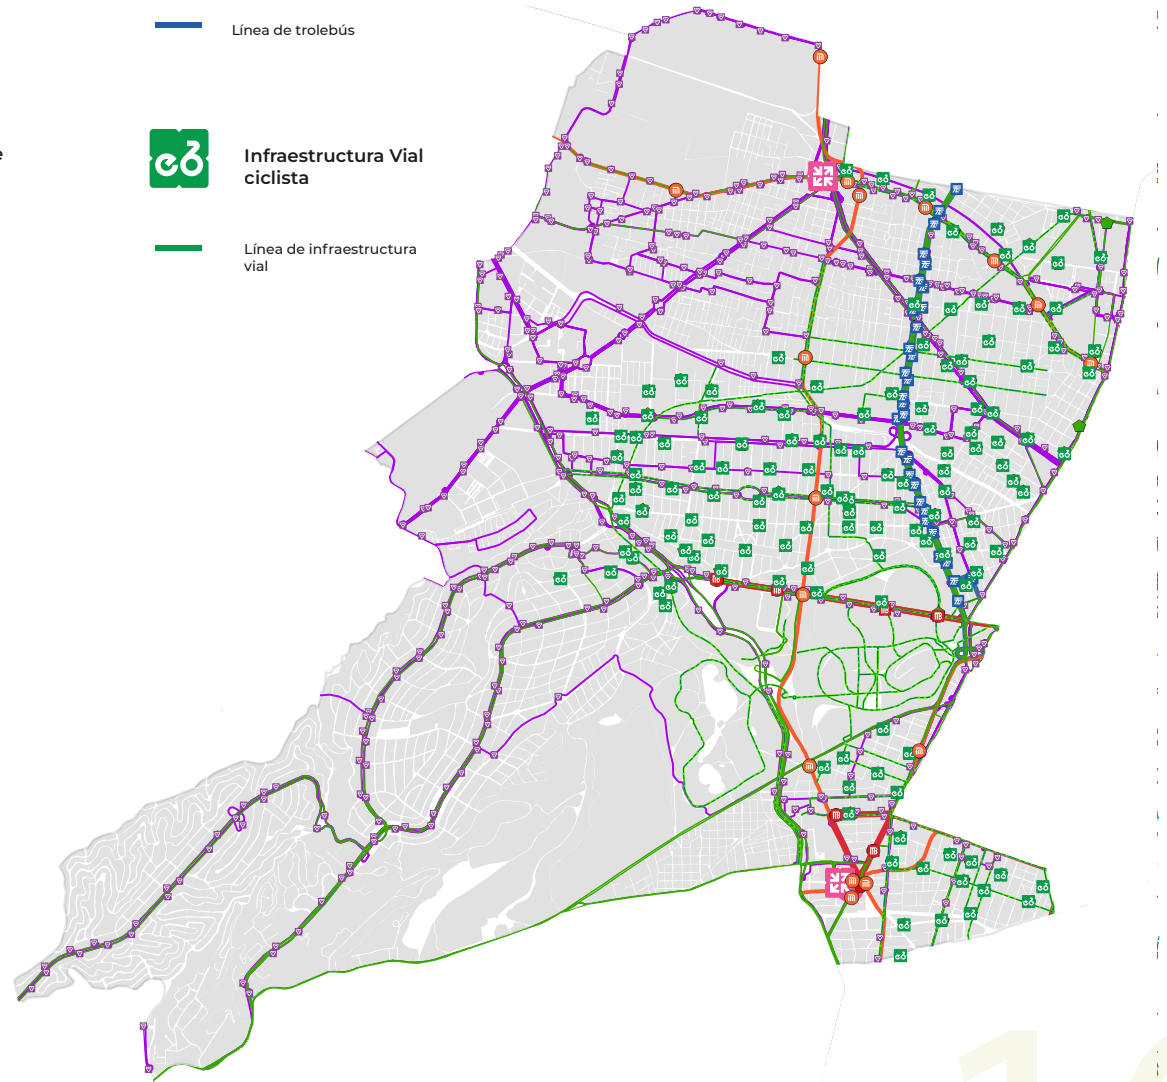 Línea de trolebús
Infraestructura Vial
ciclista
Línea de infraestructura
vial